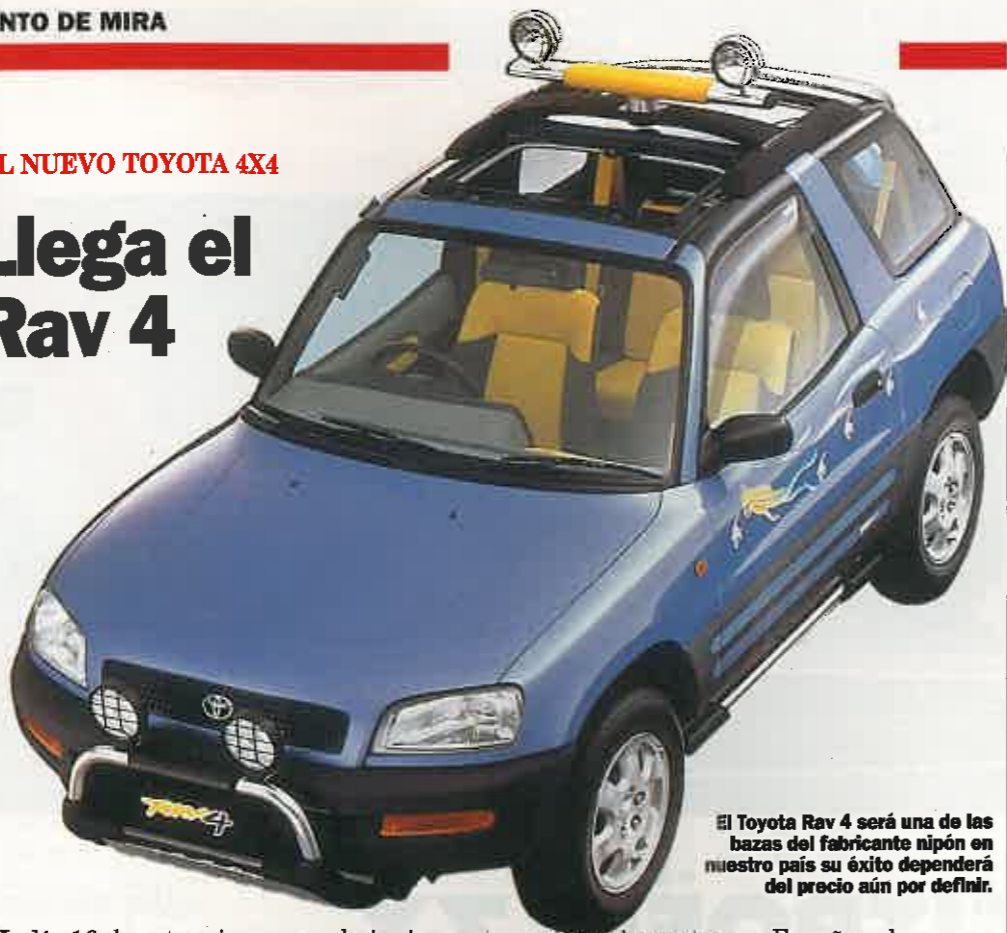 NTO DE MIRA
L NUEVO TOYOTA 4X4
Llega el
Rav 4
RAV4
El Toyota Rav 4 será una de las
bazas del fabricante nipón en
nuestro país su éxito dependerá
del precio aún por definir.